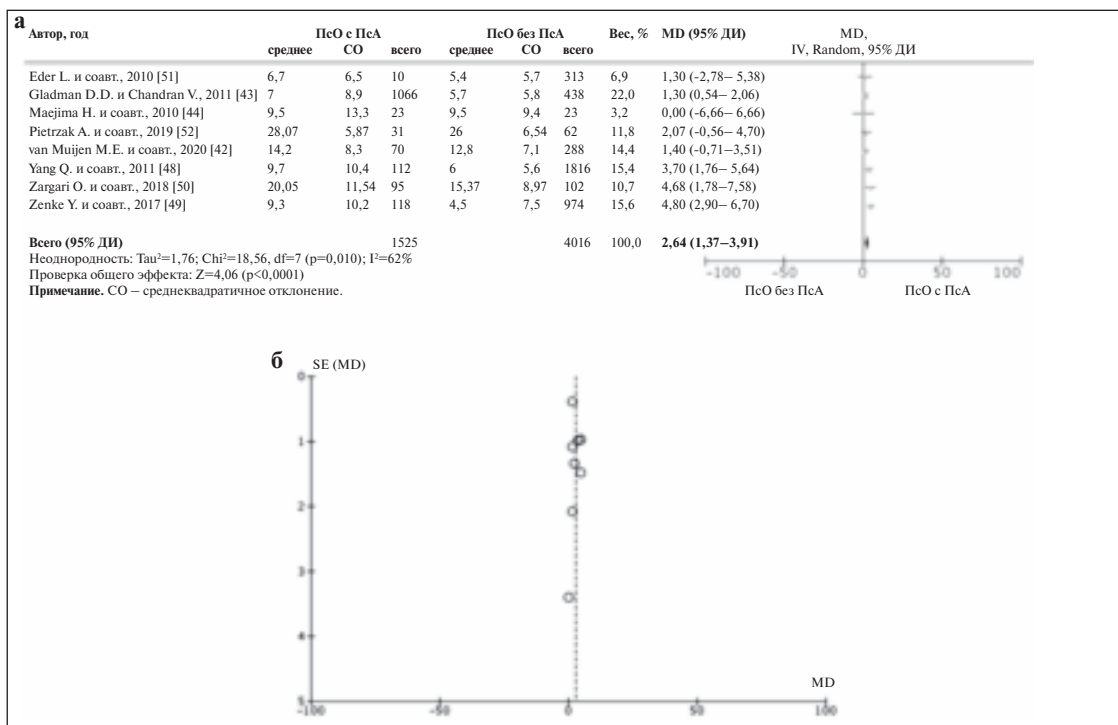 а
Автор, год ПсО с ПсА ПсО без ПсА Вес, % MD (95% ДИ) MD,
среднее СО всего среднее СО всего IV, Random, 95% ДИ
Eder L. и соавт., 2010 [51] 6,7 6,5 10 5,4 5,7 313 6,9 1,30 (-2,78– 5,38)
Gladman D.D. и Chandran V., 2011 [43] 7 8,9 1066 5,7 5,8 438 22,0 1,30 (0,54– 2,06)
Maejima H. и соавт., 2010 [44] 9,5 13,3 23 9,5 9,4 23 3,2 0,00 (-6,66– 6,66)
Pietrzak A. и соавт., 2019 [52] 28,07 5,87 31 26 6,54 62 11,8 2,07 (-0,56– 4,70)
van Muijen M.E. и соавт., 2020 [42] 14,2 8,3 70 12,8 7,1 288 14,4 1,40 (-0,71–3,51)
Yang Q. и соавт., 2011 [48] 9,7 10,4 112 6 5,6 1816 15,4 3,70 (1,76– 5,64)
Zargari O. и соавт., 2018 [50] 20,05 11,54 95 15,37 8,97 102 10,7 4,68 (1,78–7,58)
Zenke Y. и соавт., 2017 [49] 9,3 10,2 118 4,5 7,5 974 15,6 4,80 (2,90– 6,70)
Всего (95% ДИ) 1525 4016 100,0 2,64 (1,37–3,91)
Неоднородность: Tau²=1,76; Chi²=18,56, df=7 (p=0,010); I²=62%
Проверка общего эффекта: Z=4,06 (p<0,0001)
Примечание. СО – среднеквадратичное отклонение.
-100 -50 0 50 100
ПсО без ПсА ПсО с ПсА
б
SE (MD)
0
1
2
3
4
5
MD
-100 -50 0 50 100